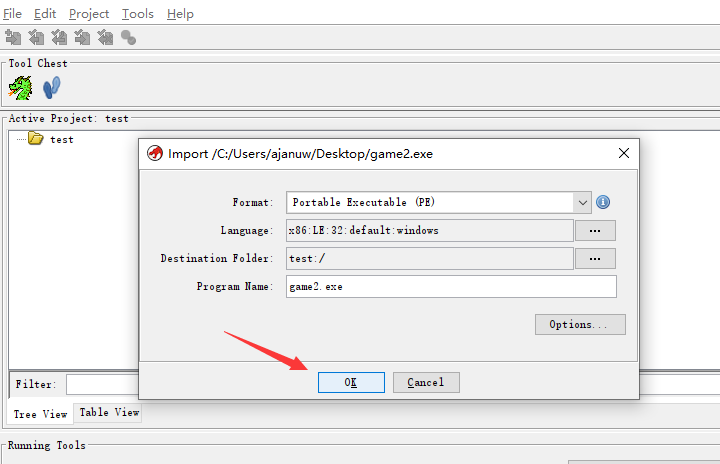 File Edit Project Tools Help
Tool Chest
Active Project: test
test
Import /C:/Users/ajanuw/Desktop/game2.exe
Format: Portable Executable (PE)
Language: x86:LE:32:default:windows ...
Destination Folder: test:/ ...
Program Name: game2.exe
Options...
OK Cancel
Filter:
Tree View Table View
Running Tools